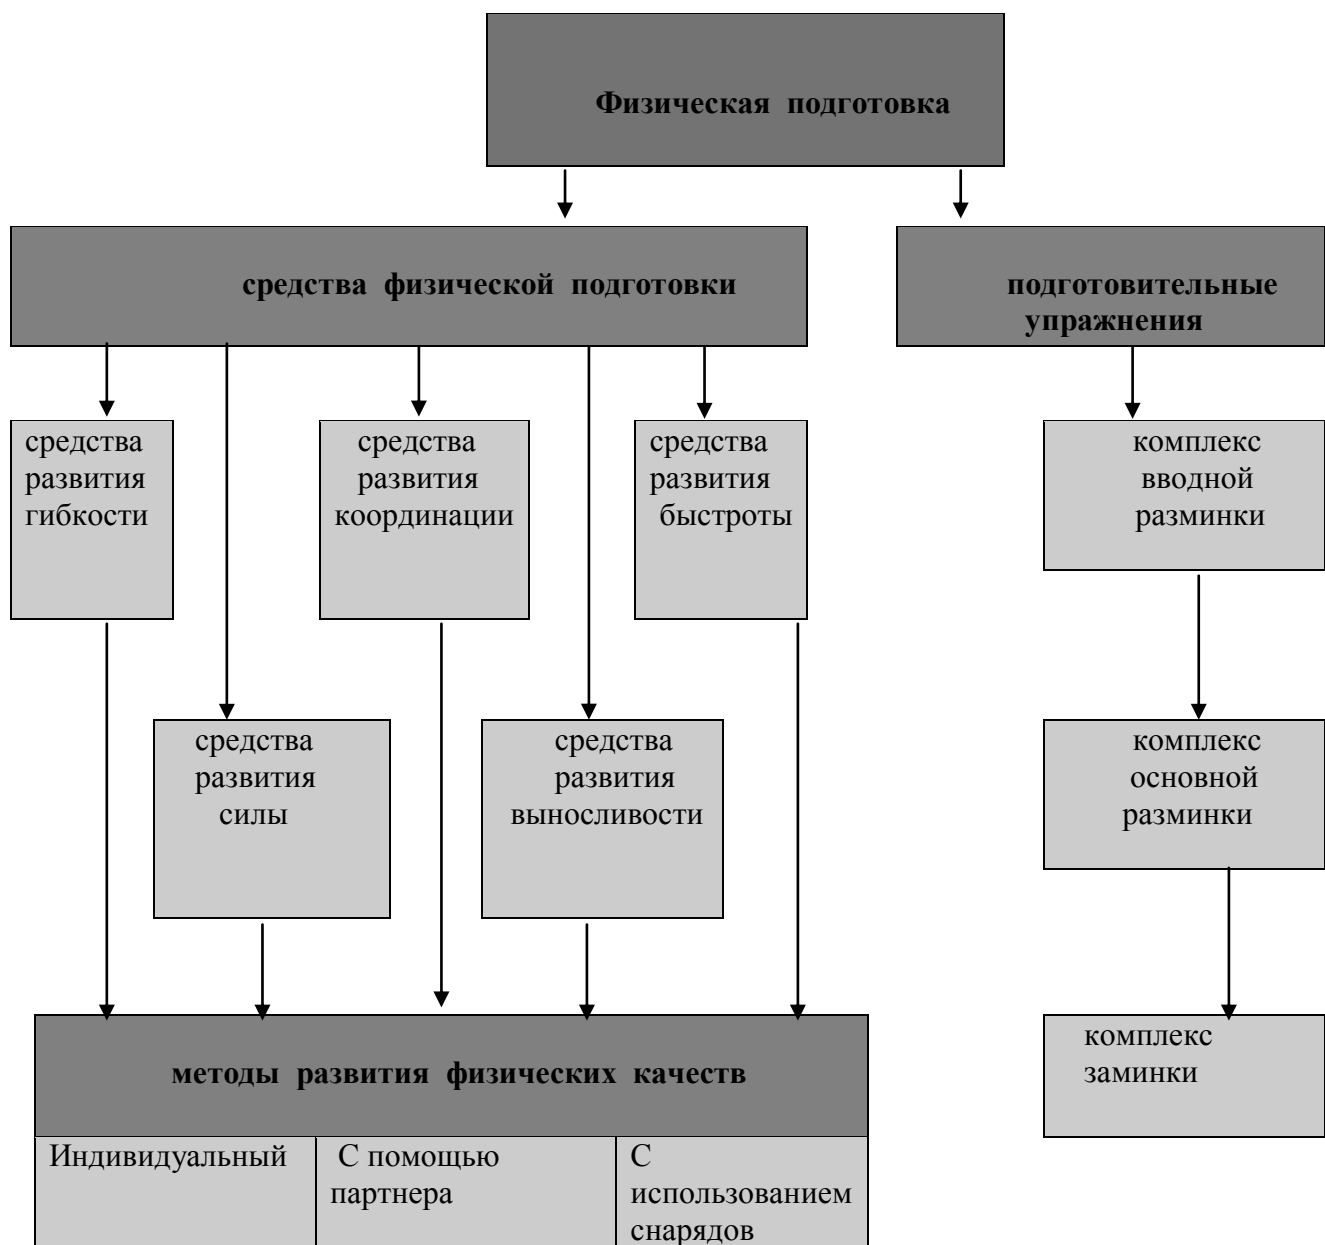 Физическая подготовка
средства физической подготовки
подготовительные
упражнения
средства
развития
гибкости
средства
развития
координации
средства
развития
быстроты
комплекс
вводной
разминки
средства
развития
силы
средства
развития
выносливости
комплекс
основной
разминки
методы развития физических качеств
Индивидуальный
С помощью
партнера
С
использованием
снарядов
комплекс
заминки